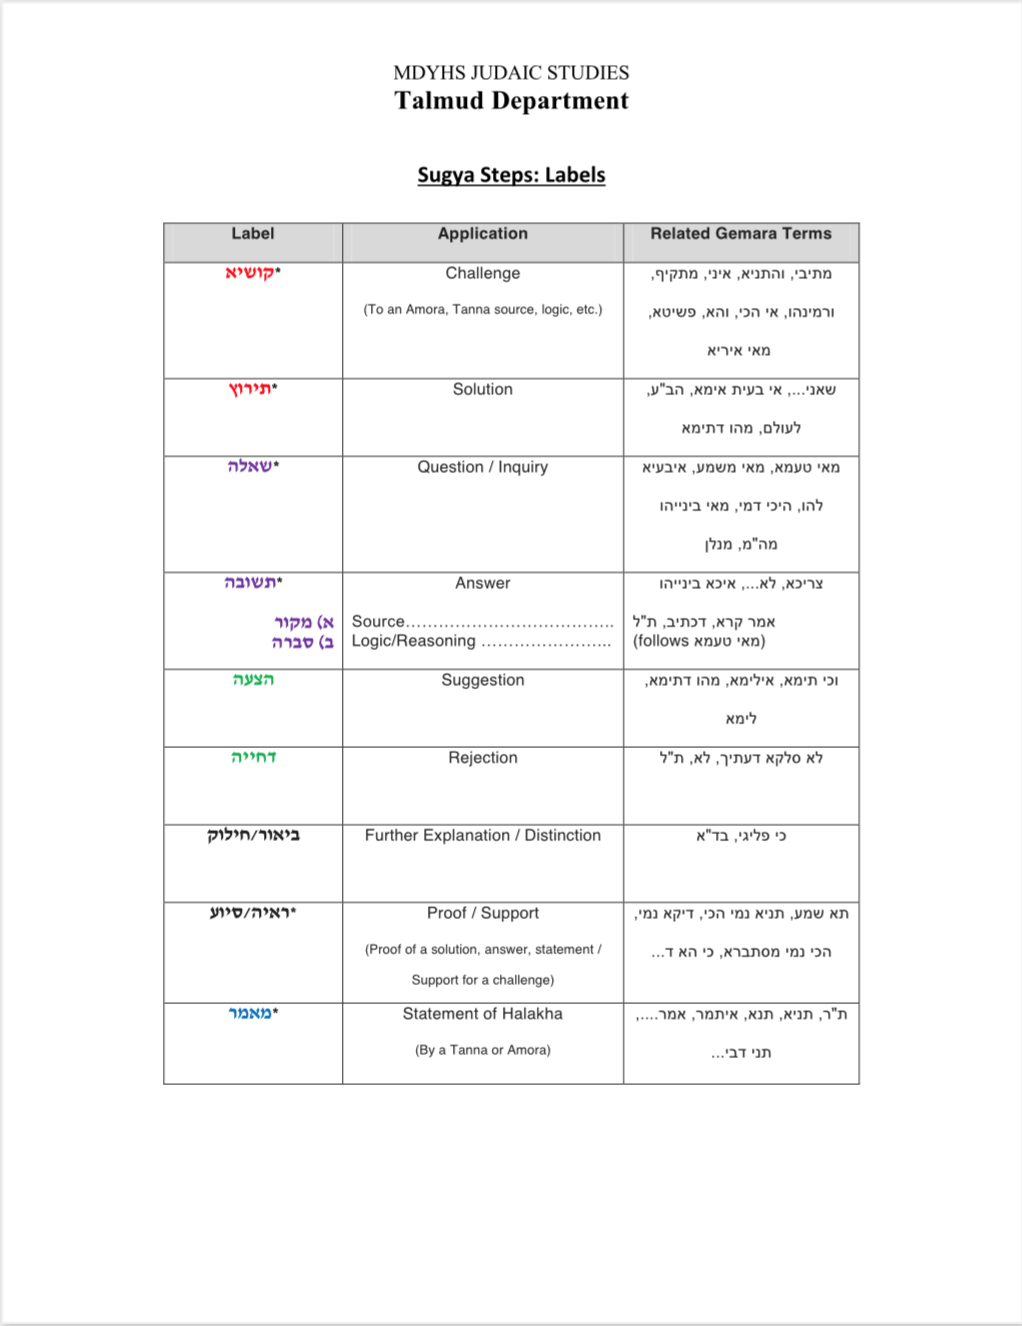 MDYHS JUDAIC STUDIES
Talmud Department
Sugya Steps: Labels
Label Application Related Gemara Terms
קושיא*
Challenge
(To an Amora, Tanna source, logic, etc.)
מתיבי, והתניא, איני, מתקיף,
ורמינהו, אי הכי, והא, פשיטא,
מאי איריא
תירוץ*
Solution
שאני..., אי בעית אימא, הב"ע,
לעולם, מהו דתימא
שאלה*
Question / Inquiry
מאי טעמא, מאי משמע, איבעיא
להו, היכי דמי, מאי בינייהו
מה"מ, מנלן
תשובה*
Answer
צריכא, לא..., איכא בינייהו
א) מקור
Source……………………………….
אמר קרא, דכתיב, ת"ל
ב) סברה
Logic/Reasoning …………………..
(follows מאי טעמא)
הצעה
Suggestion
וכי תימא, אילימא, מהו דתימא,
לימא
דחייה
Rejection
לא סלקא דעתיך, לא, ת"ל
ביאור/חילוק
Further Explanation / Distinction
כי פליגי, בד"א
ראיה/סיוע*
Proof / Support
(Proof of a solution, answer, statement /
Support for a challenge)
תא שמע, תניא נמי הכי, דיקא נמי,
הכי נמי מסתברא, כי הא ד...
מאמר*
Statement of Halakha
(By a Tanna or Amora)
ת"ר, תניא, תנא, איתמר, אמר....,
תני דבי...